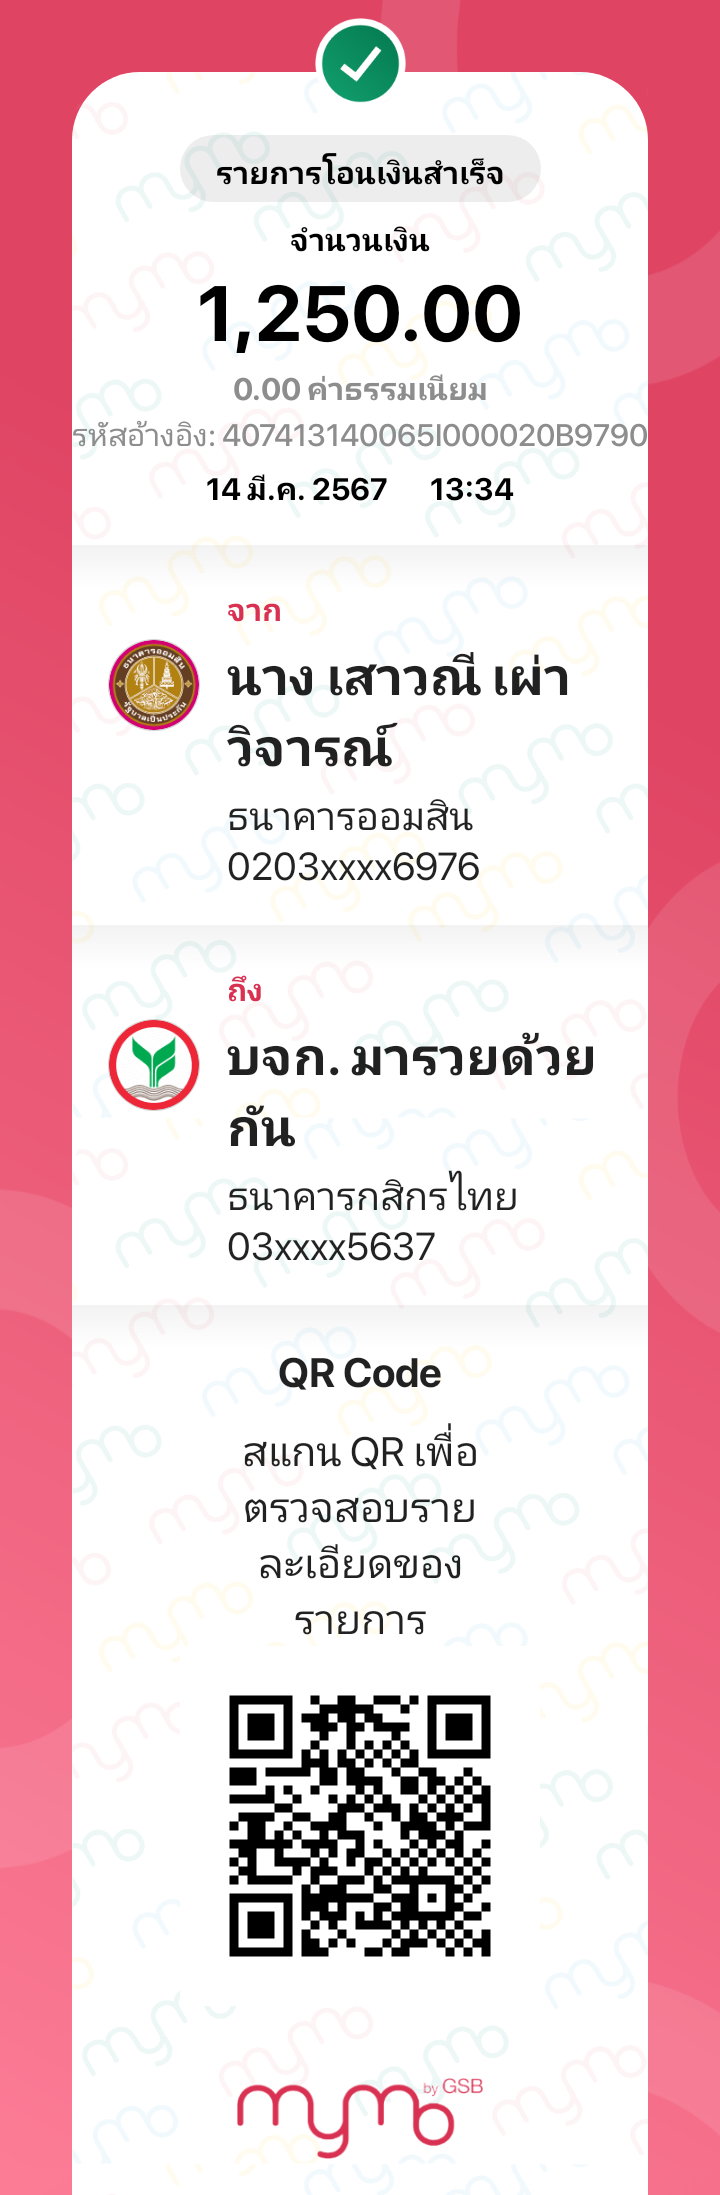 รายการโอนเงินสำเร็จ
จำนวนเงิน
1,250.00
0.00 ค่าธรรมเนียม
รหัสอ้างอิง: 407413140065I000020B9790
14 มี.ค. 2567 13:34
จาก
นาง เสาวณี เผ่า
วิจารณ์
ธนาคารออมสิน
0203xxxx6976
ถึง
บจก. มารวยด้วย
กัน
ธนาคารกสิกรไทย
03xxxx5637
QR Code
สแกน QR เพื่อ
ตรวจสอบราย
ละเอียดของ
รายการ
mymo by GSB